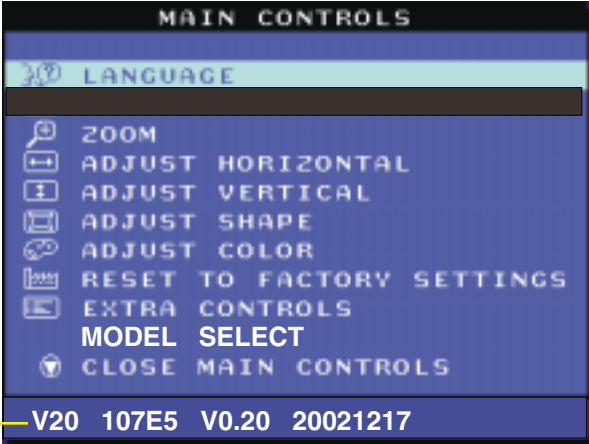 MAIN CONTROLS
LANGUAGE
ZOOM
ADJUST HORIZONTAL
ADJUST VERTICAL
ADJUST SHAPE
ADJUST COLOR
RESET TO FACTORY SETTINGS
EXTRA CONTROLS
MODEL SELECT
CLOSE MAIN CONTROLS
V20 107E5 V0.20 20021217